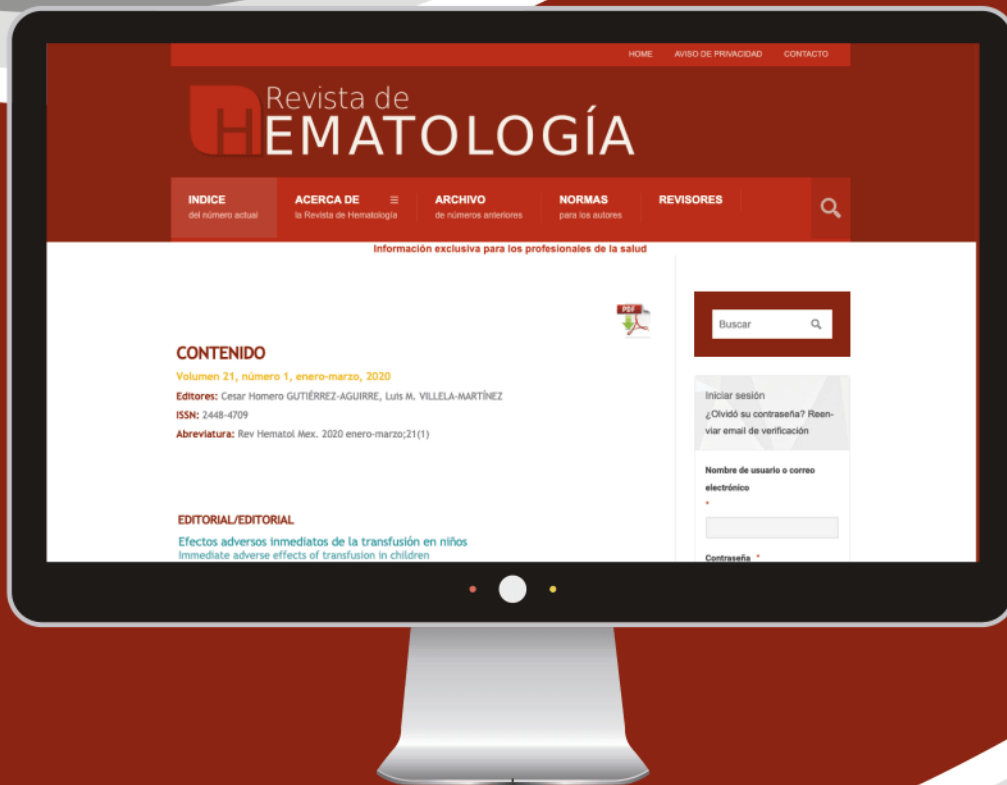 HOME AVISO DE PRIVACIDAD CONTACTO
Revista de
HEMATOLOGÍA
INDICE ACERCA DE ARCHIVO NORMAS REVISORES
del número actual la Revista de Hematología de números anteriores para los autores
Información exclusiva para los profesionales de la salud
PDF
CONTENIDO
Volumen 21, número 1, enero-marzo, 2020
Editores: Cesar Homero GUTIÉRREZ-AGUIRRE, Luis M. VILLELA-MARTÍNEZ
ISSN: 2448-4709
Abreviatura: Rev Hematol Mex. 2020 enero-marzo;21(1)
EDITORIAL/EDITORIAL
Efectos adversos inmediatos de la transfusión en niños
Immediate adverse effects of transfusion in children
Buscar
Iniciar sesión
¿Olvidó su contraseña? Reen-
viar email de verificación
Nombre de usuario o correo
electrónico
*
Contraseña *